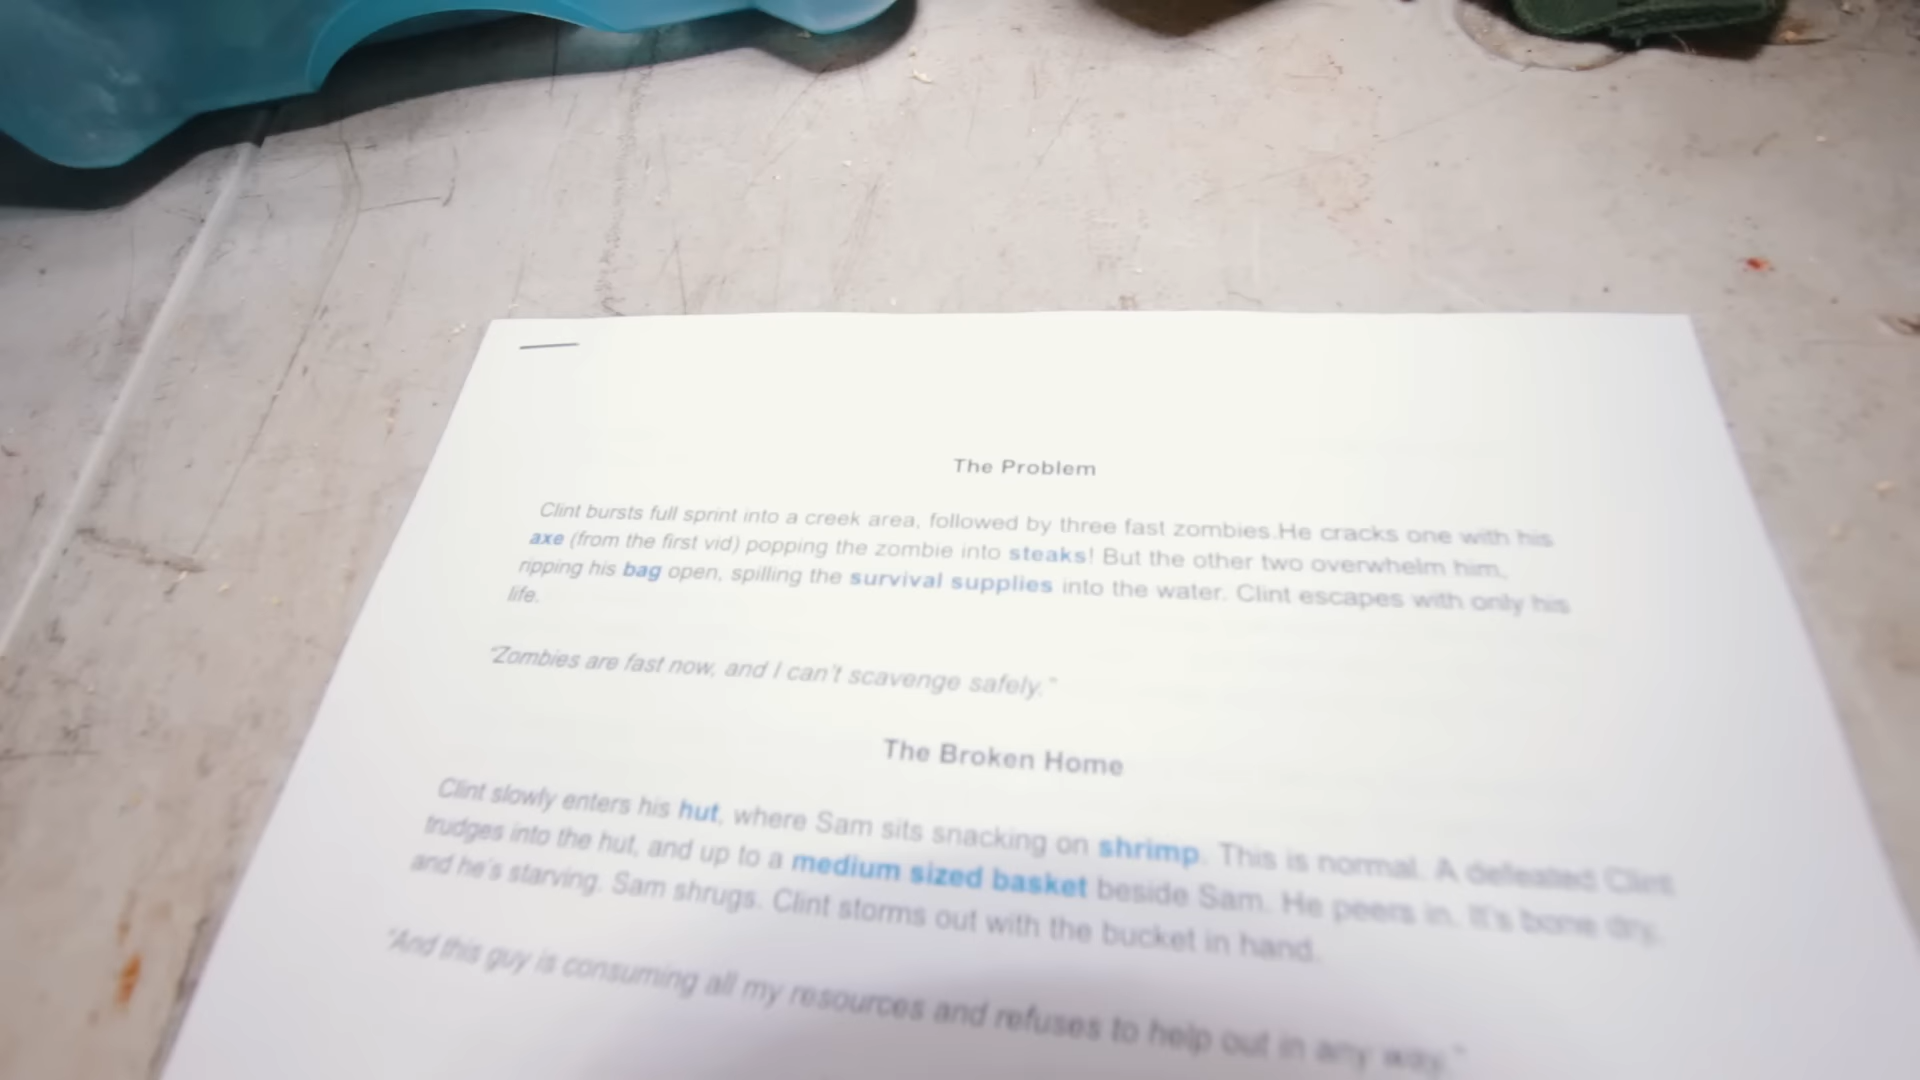 The Problem
Clint bursts full sprint into a creek area, followed by three fast zombies.He cracks one with his
axe (from the first vid) popping the zombie into steaks! But the other two overwhelm him,
ripping his bag open, spilling the survival supplies into the water. Clint escapes with only his
life.
"Zombies are fast now, and I can't scavenge safely."
The Broken Home
Clint slowly enters his hut, where Sam sits snacking on shrimp. This is normal. A defeated Clint
trudges into the hut, and up to a medium sized basket beside Sam. He peers in. It's bone dry,
and he's starving. Sam shrugs. Clint storms out with the bucket in hand.
"And this guy is consuming all my resources and refuses to help out in any way."